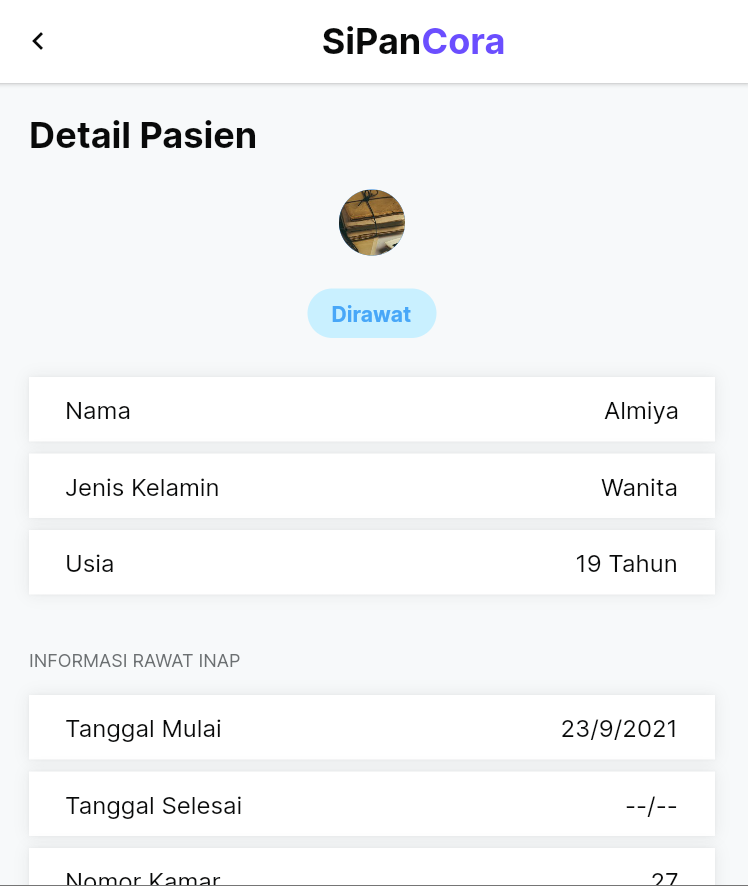 SiPanCora
Detail Pasien
Dirawat
Nama Almiya
Jenis Kelamin Wanita
Usia 19 Tahun
INFORMASI RAWAT INAP
Tanggal Mulai 23/9/2021
Tanggal Selesai --/--
Nomor Kamar 27